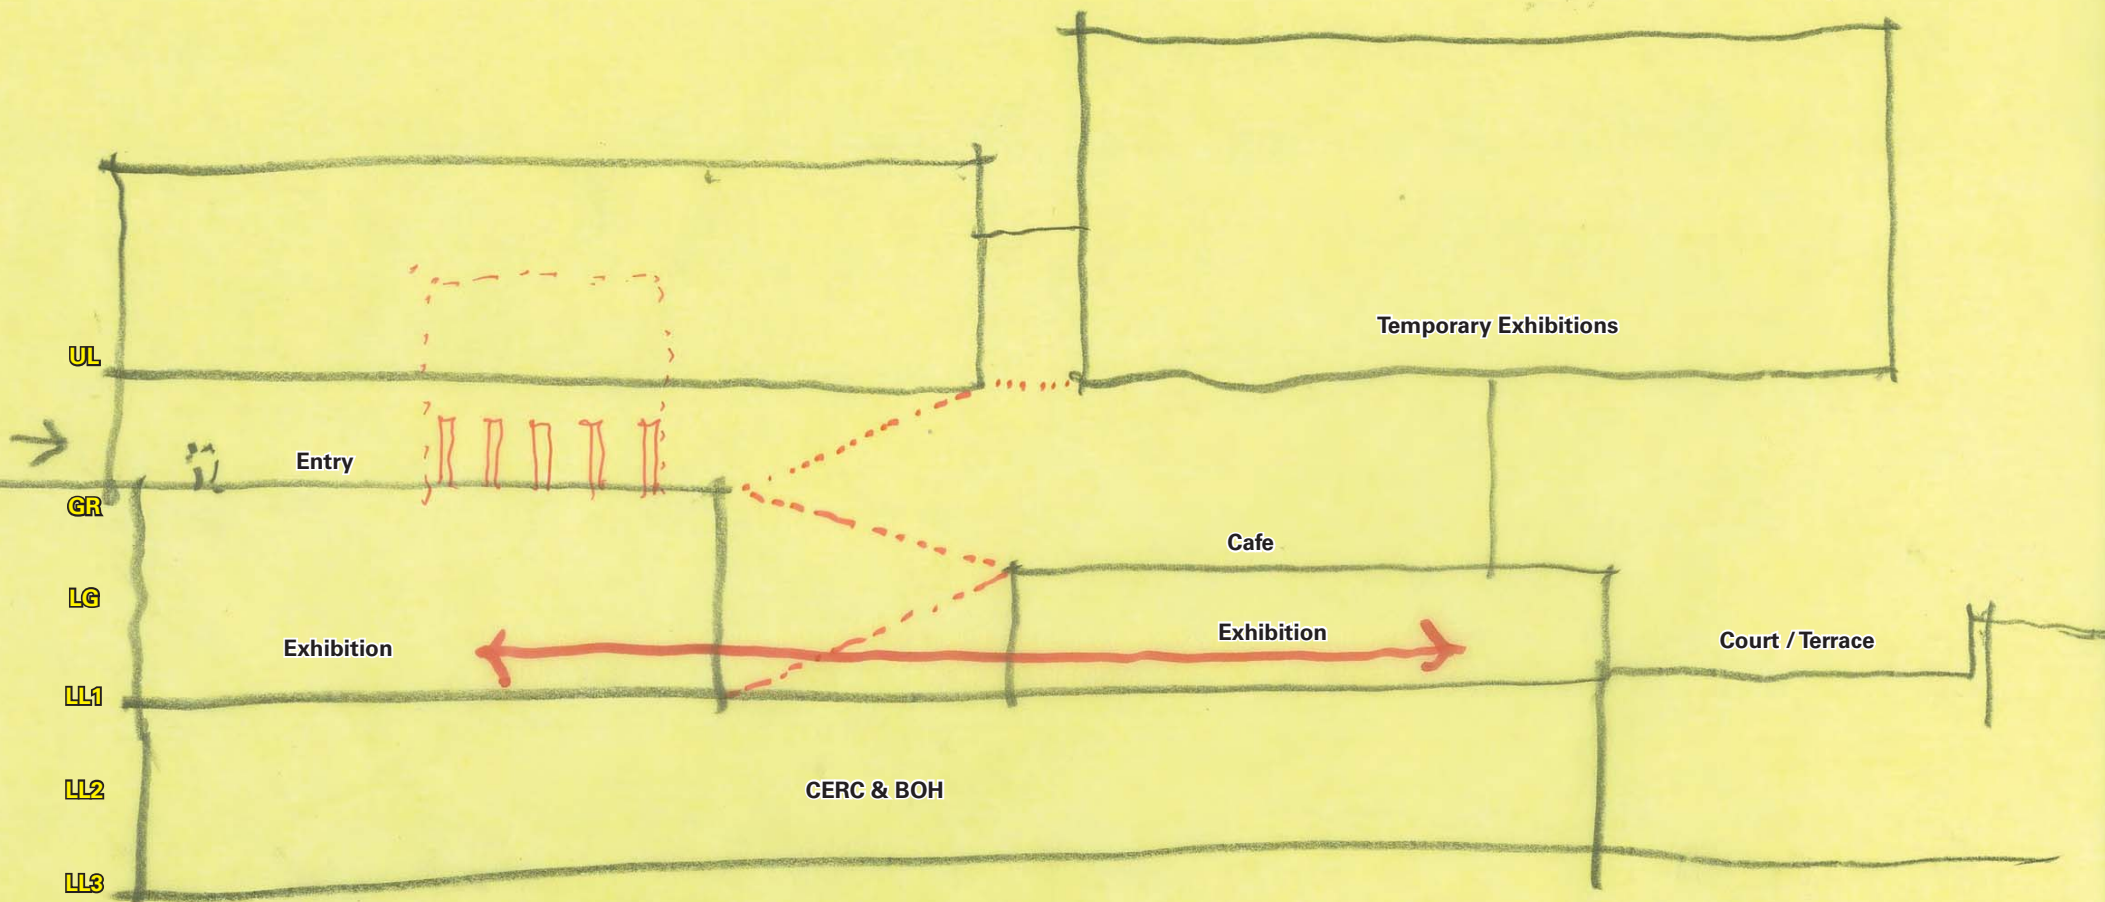 Temporary Exhibitions
UL
Entry
GR
Cafe
LG
Exhibition
Exhibition
Court / Terrace
LL1
LL2
CERC & BOH
LL3